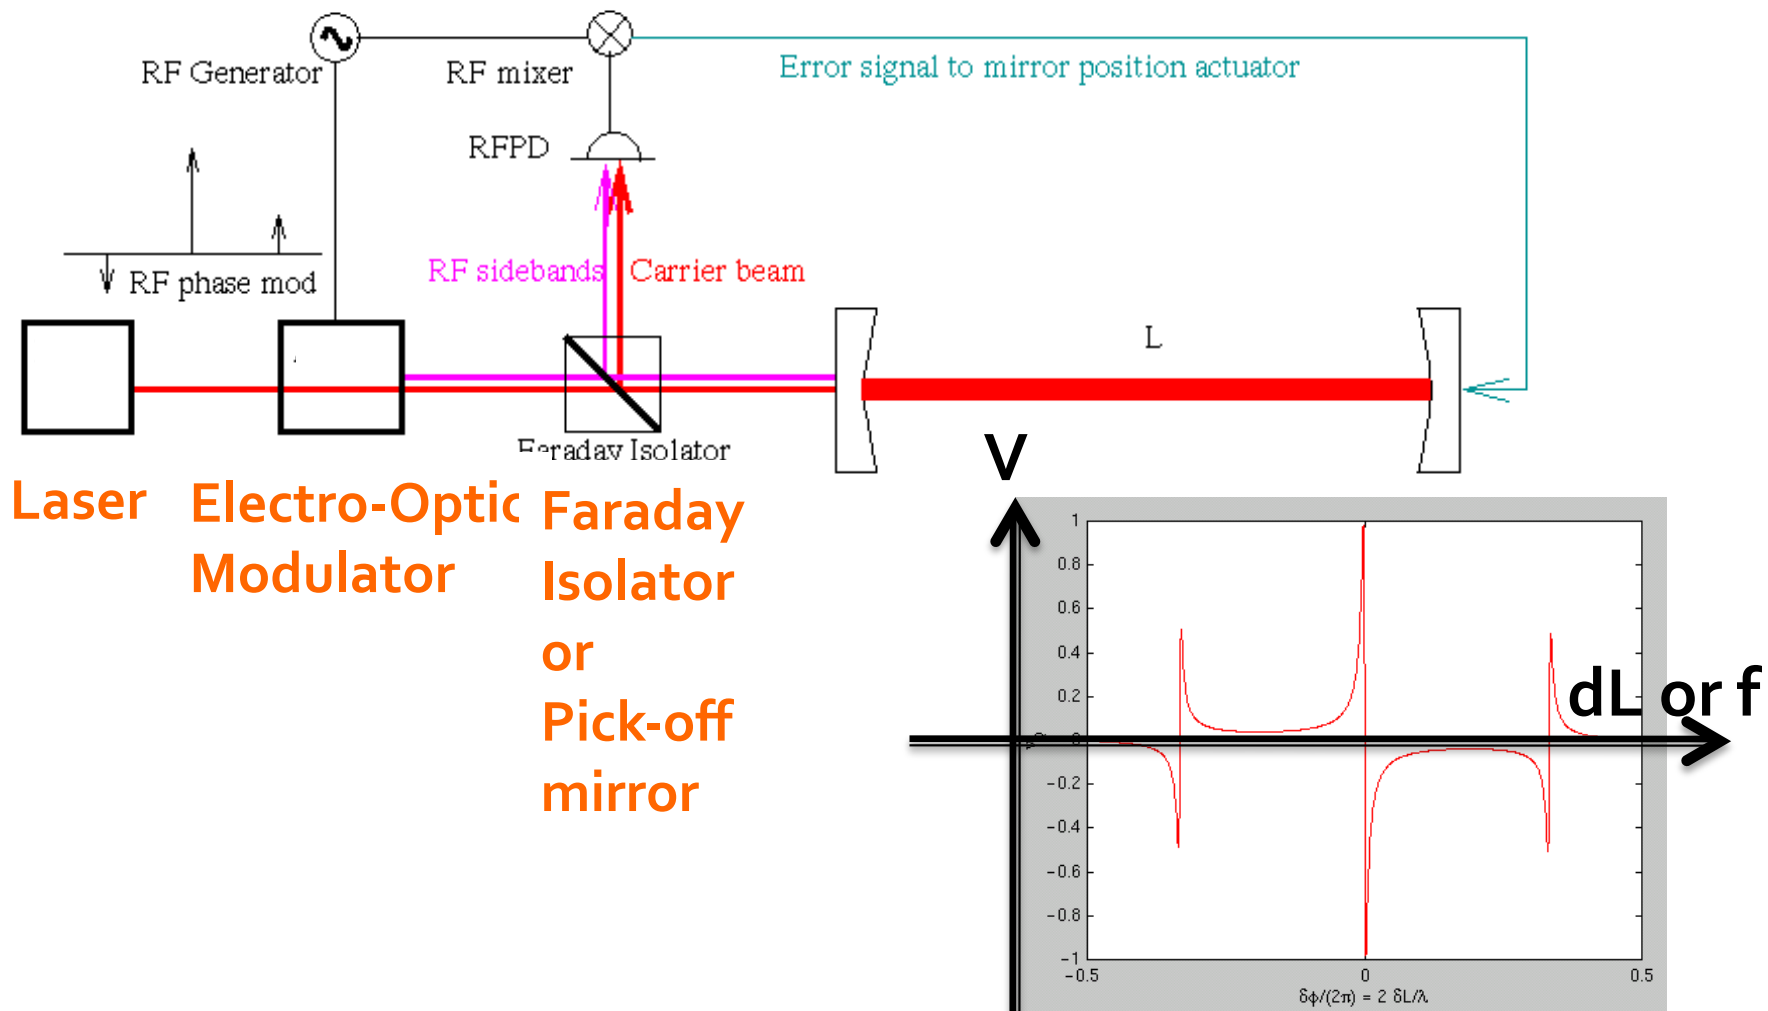 RF Generator
RF mixer
Error signal to mirror position actuator
RFPD
RF phase mod
RF sidebands
Carrier beam
L
Faraday Isolator
Laser
Electro-Optic
Modulator
Faraday
Isolator
or
Pick-off
mirror
V
dL or f
1
0.8
0.6
0.4
0.2
0
-0.2
-0.4
-0.6
-0.8
-1
-0.5
0
0.5
δϕ/(2π) = 2 δL/λ